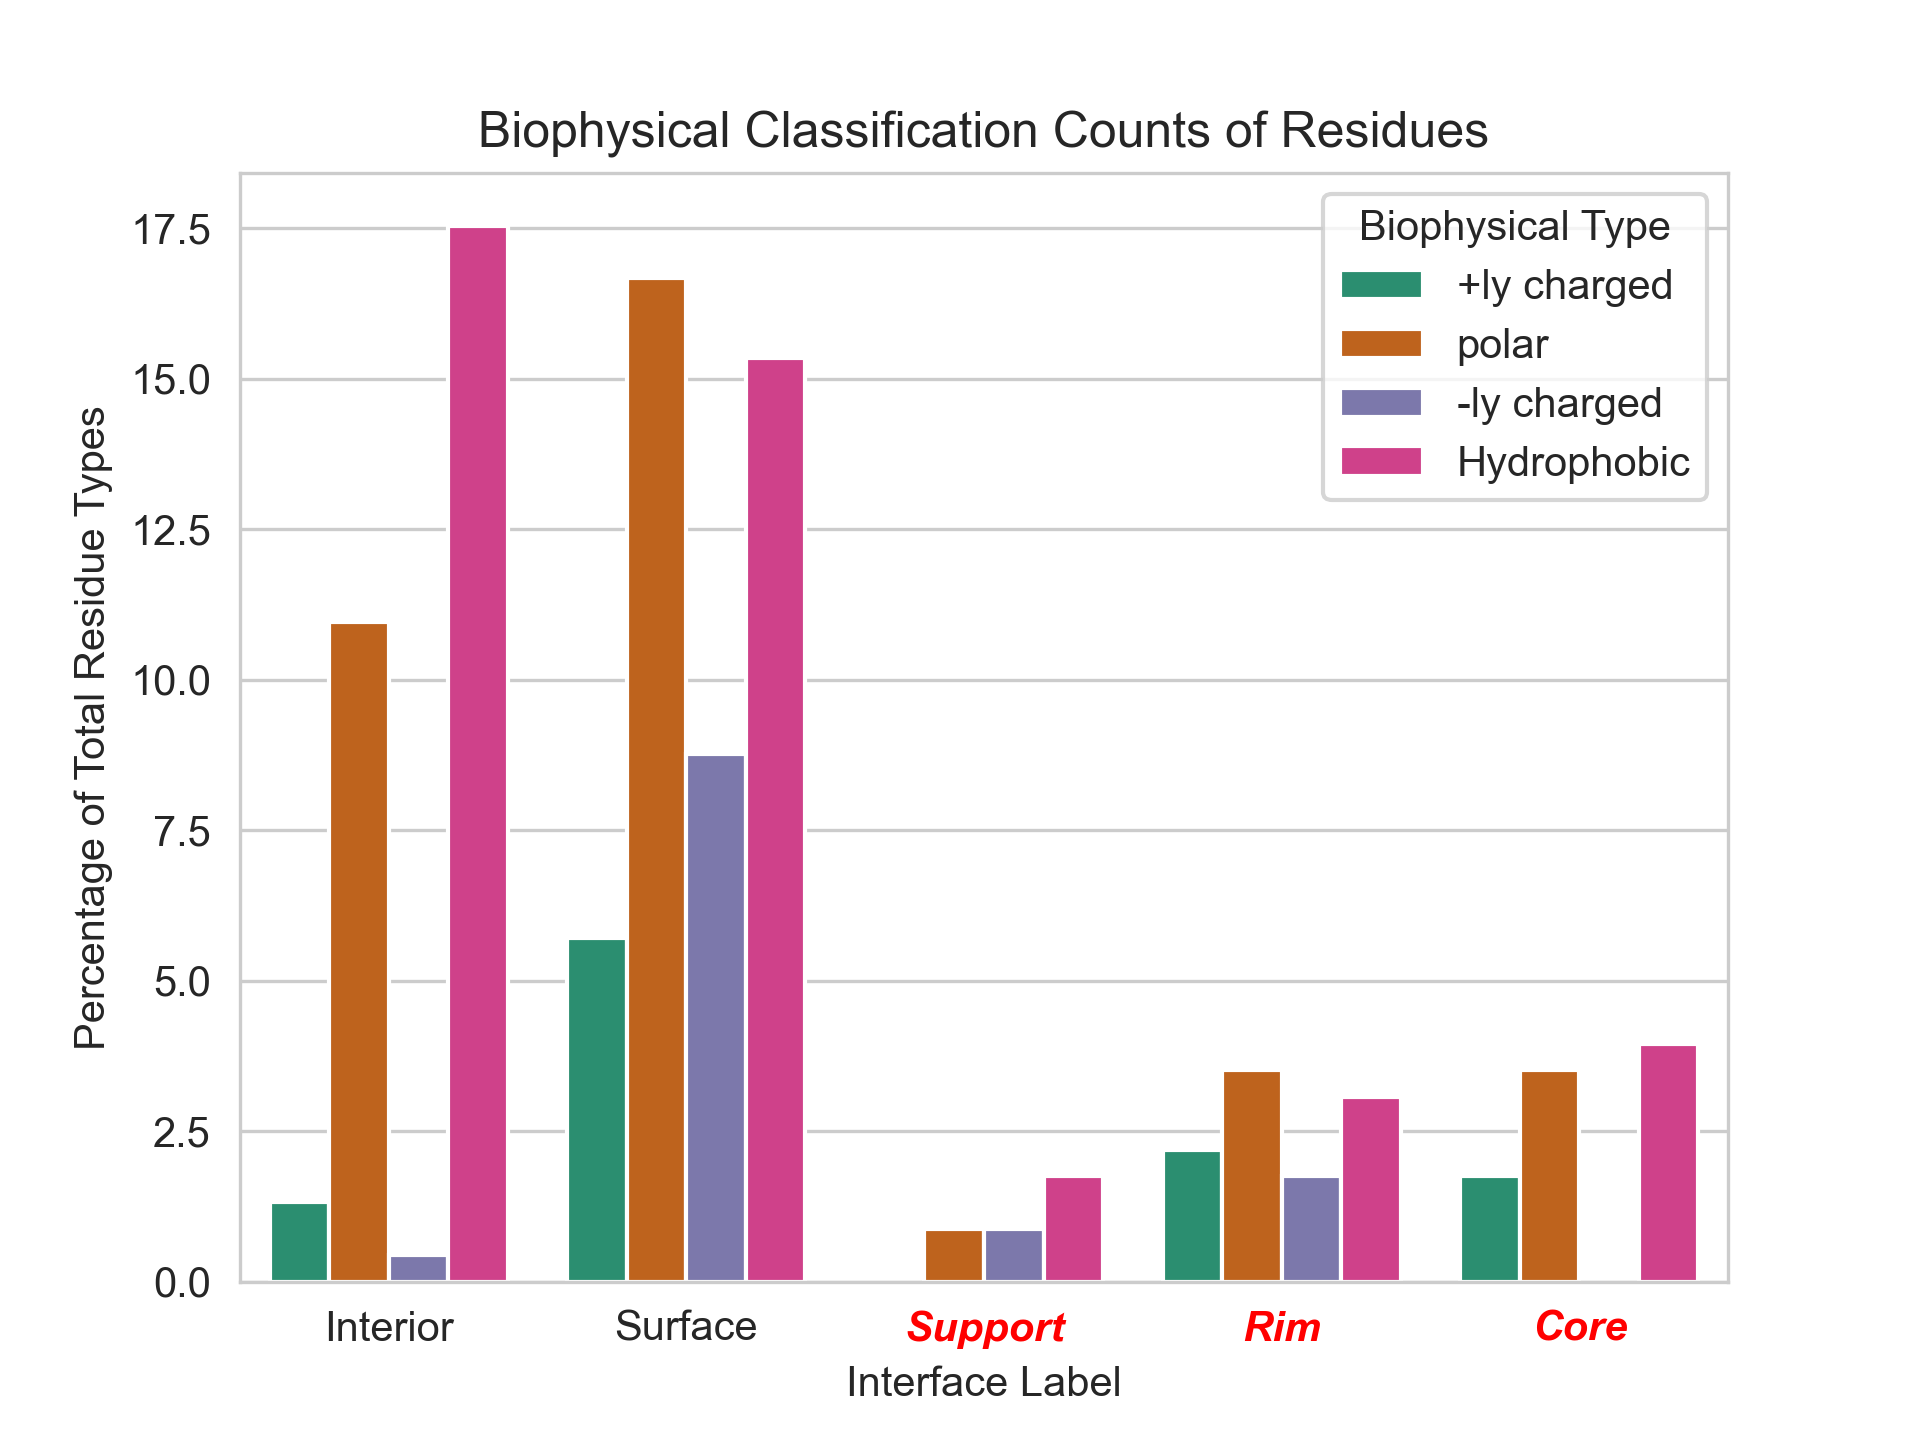 Biophysical Classification Counts of Residues
Biophysical Type
+ly charged
polar
-ly charged
Hydrophobic
Percentage of Total Residue Types
17.5
15.0
12.5
10.0
7.5
5.0
2.5
0.0
Interior
Surface
Support
Rim
Core
Interface Label